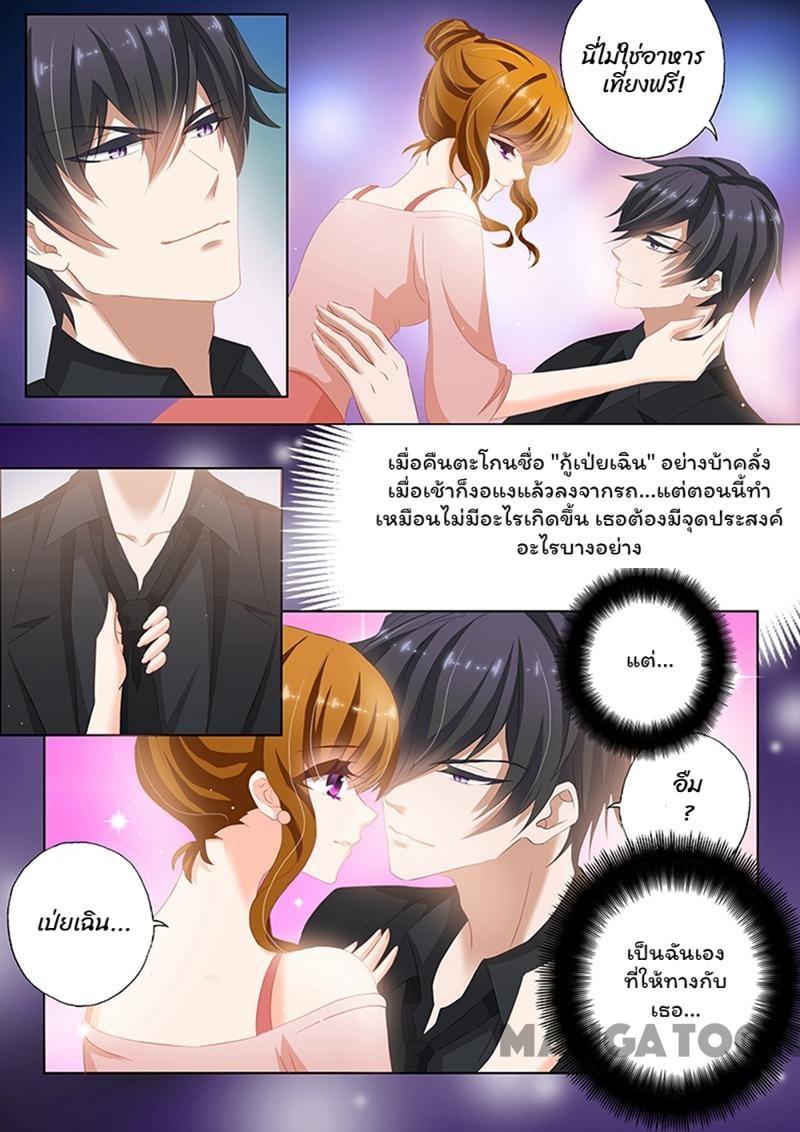 นี่ไม่ใช่อาหาร
เที่ยงฟรี!
เมื่อคืนตะโกนชื่อ "กู้เป่ยเฉิน" อย่างบ้าคลั่ง
เมื่อเช้าก็งอแงแล้วลงจากรถ...แต่ตอนนี้ทำ
เหมือนไม่มีอะไรเกิดขึ้น เธอต้องมีจุดประสงค์
อะไรบางอย่าง
แต่...
อืม
?
เป่ยเฉิน...
เป็นฉันเอง
ที่ให้ทางกับ
เธอ...
MANGATOON